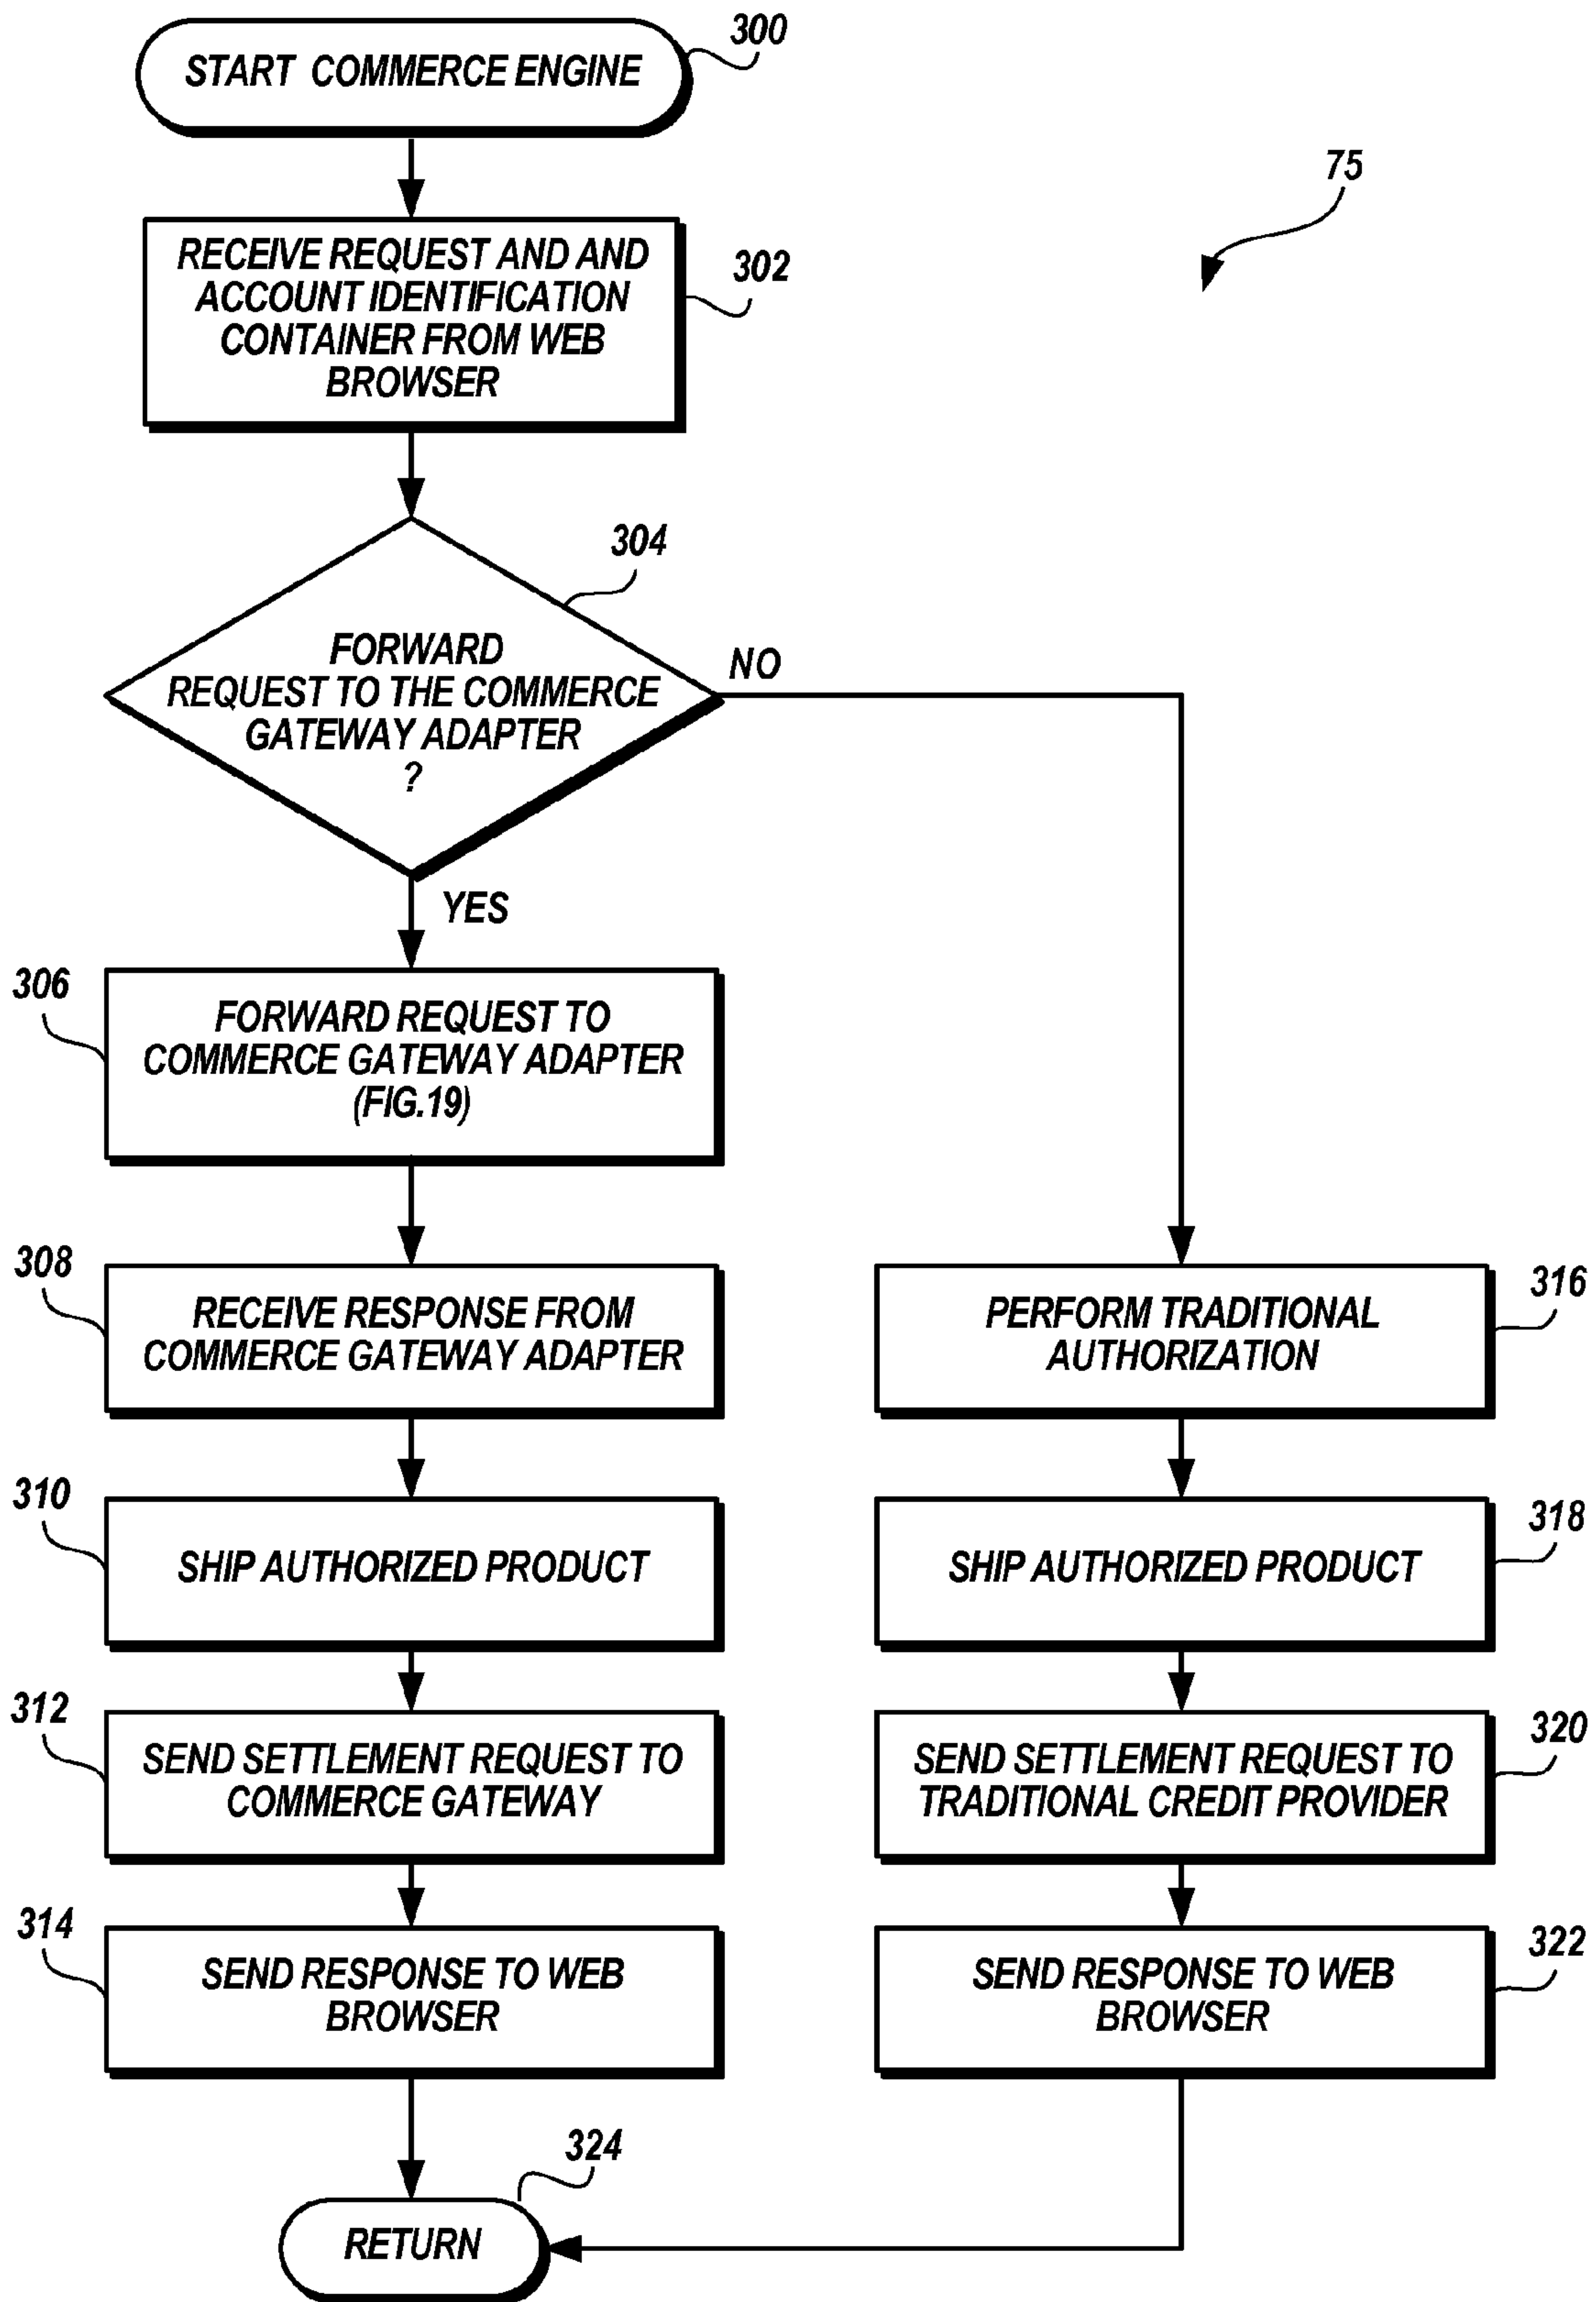 300
START COMMERCE ENGINE
75
RECEIVE REQUEST AND AND
ACCOUNT IDENTIFICATION
CONTAINER FROM WEB
BROWSER
302
304
FORWARD
REQUEST TO THE COMMERCE
GATEWAY ADAPTER
?
NO
YES
306
FORWARD REQUEST TO
COMMERCE GATEWAY ADAPTER
(FIG.19)
308
RECEIVE RESPONSE FROM
COMMERCE GATEWAY ADAPTER
316
PERFORM TRADITIONAL
AUTHORIZATION
310
SHIP AUTHORIZED PRODUCT
318
SHIP AUTHORIZED PRODUCT
312
SEND SETTLEMENT REQUEST TO
COMMERCE GATEWAY
320
SEND SETTLEMENT REQUEST TO
TRADITIONAL CREDIT PROVIDER
314
SEND RESPONSE TO WEB
BROWSER
322
SEND RESPONSE TO WEB
BROWSER
324
RETURN